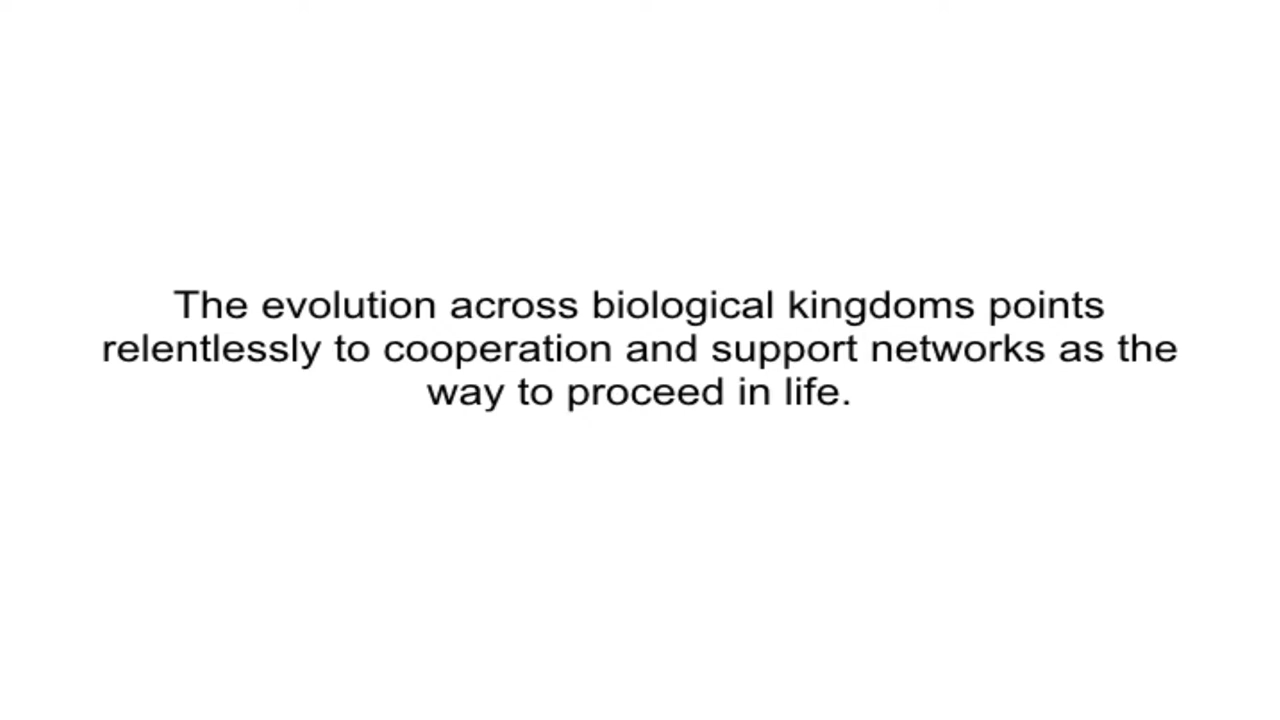 The evolution across biological kingdoms points
relentlessly to cooperation and support networks as the
way to proceed in life.